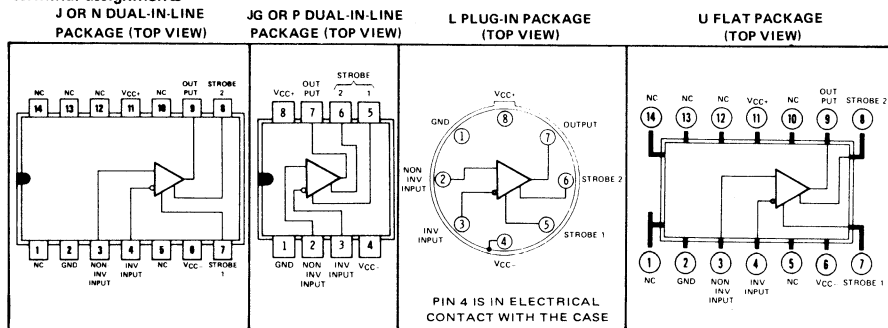 J OR N DUAL-IN-LINE
PACKAGE (TOP VIEW)
NC NC NC VCC+ NC OUT PUT STROBE 2
14 13 12 11 10 9 8
1 2 3 4 5 6 7
NC GND NON INV INPUT INV INPUT NC VCC- STROBE 1
JG OR P DUAL-IN-LINE
PACKAGE (TOP VIEW)
STROBE
VCC+ OUT PUT 2 1
8 7 6 5
1 2 3 4
GND NON INV INPUT INV INPUT VCC-
L PLUG-IN PACKAGE
(TOP VIEW)
VCC+
8
GND
1
7
OUTPUT
NON INV INPUT
2
6
STROBE 2
INV INPUT
3
5
STROBE 1
4
VCC-
PIN 4 IS IN ELECTRICAL
CONTACT WITH THE CASE
U FLAT PACKAGE
(TOP VIEW)
NC NC NC VCC+ NC OUT PUT STROBE 2
14 13 12 11 10 9 8
1 2 3 4 5 6 7
NC GND NON INV INPUT INV INPUT NC VCC- STROBE 1